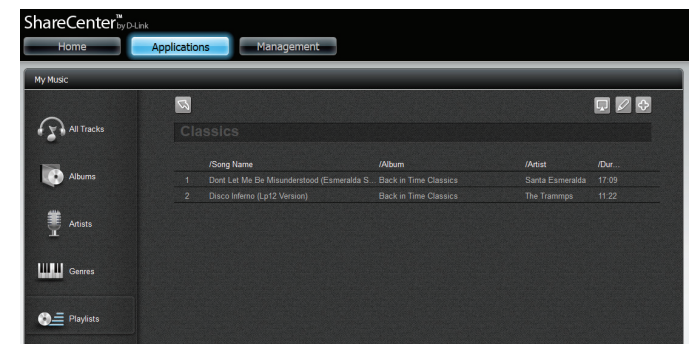 ShareCenter™ by D-Link
Home Applications Management
My Music
All Tracks
Classics
/Song Name /Album /Artist /Dur...
1 Dont Let Me Be Misunderstood (Esmeralda S... Back in Time Classics Santa Esmeralda 17:09
2 Disco Inferno (Lp12 Version) Back in Time Classics The Trammps 11:22
Albums
Artists
Genres
Playlists